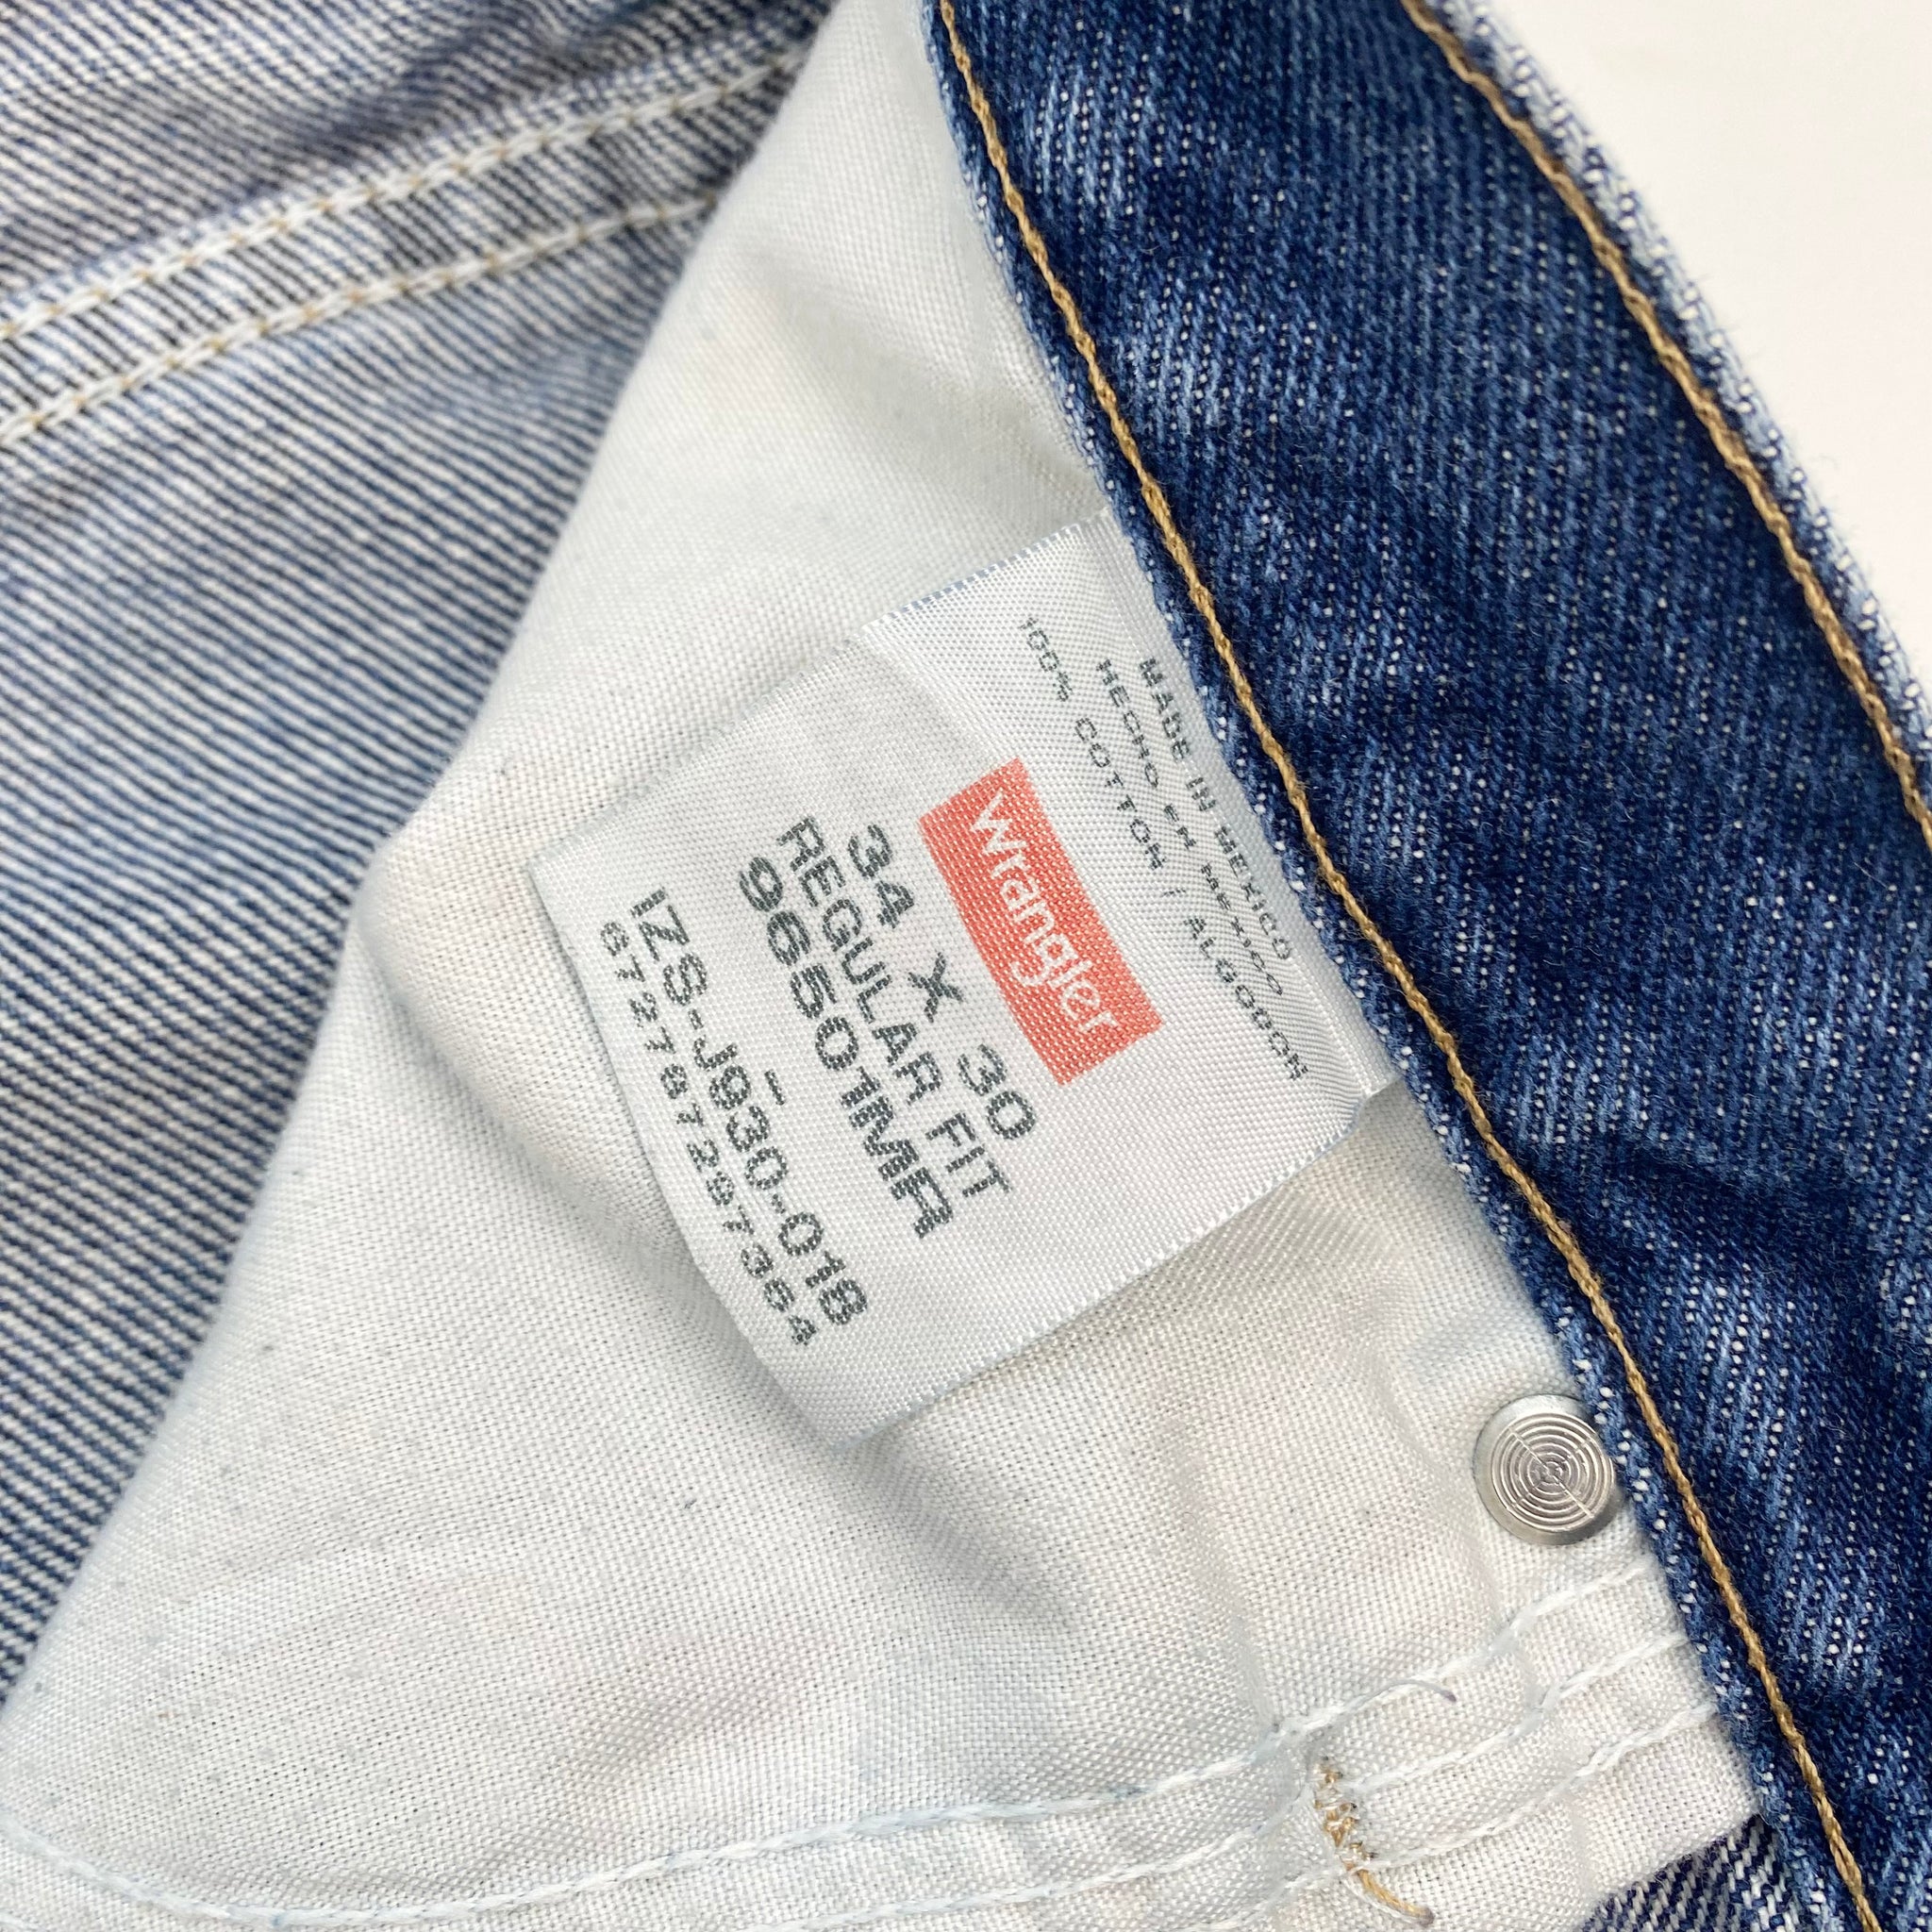 MADE IN MEXICO
HECHO EN MEXICO
100% COTTON / ALGODON
Wrangler
34 X 30
REGULAR FIT
96501MR
-
IZS-J930-018
672787297364